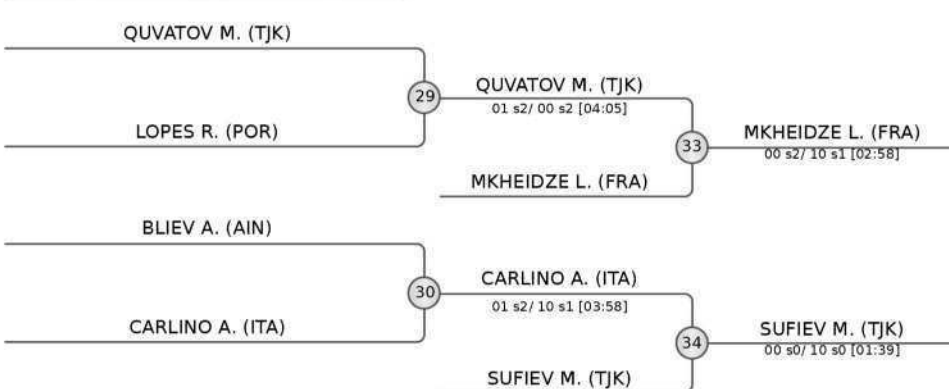 QUVATOV M. (TJK)
29
QUVATOV M. (TJK)
01 s2/ 00 s2 [04:05]
LOPES R. (POR)
33
MKHEIDZE L. (FRA)
00 s2/ 10 s1 [02:58]
MKHEIDZE L. (FRA)
BLIEV A. (AIN)
30
CARLINO A. (ITA)
01 s2/ 10 s1 [03:58]
CARLINO A. (ITA)
34
SUFIEV M. (TJK)
00 s0/ 10 s0 [01:39]
SUFIEV M. (TJK)